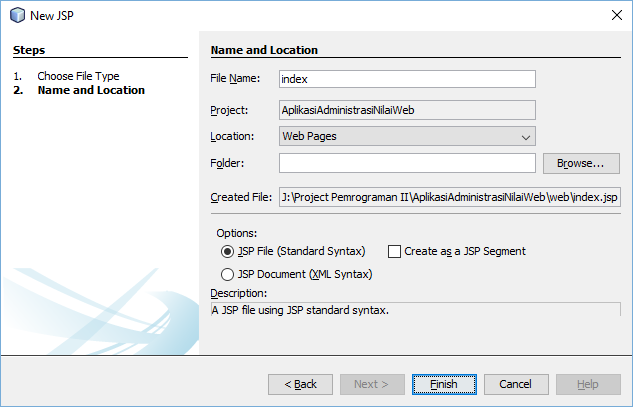 New JSP
Steps
1. Choose File Type
2. Name and Location
Name and Location
File Name: index
Project: AplikasiAdministrasiNilaiWeb
Location: Web Pages
Folder: Browse...
Created File: J:\Project Pemrograman II\AplikasiAdministrasiNilaiWeb\web\index.jsp
Options:
JSP File (Standard Syntax) Create as a JSP Segment
JSP Document (XML Syntax)
Description:
A JSP file using JSP standard syntax.
< Back Next > Finish Cancel Help